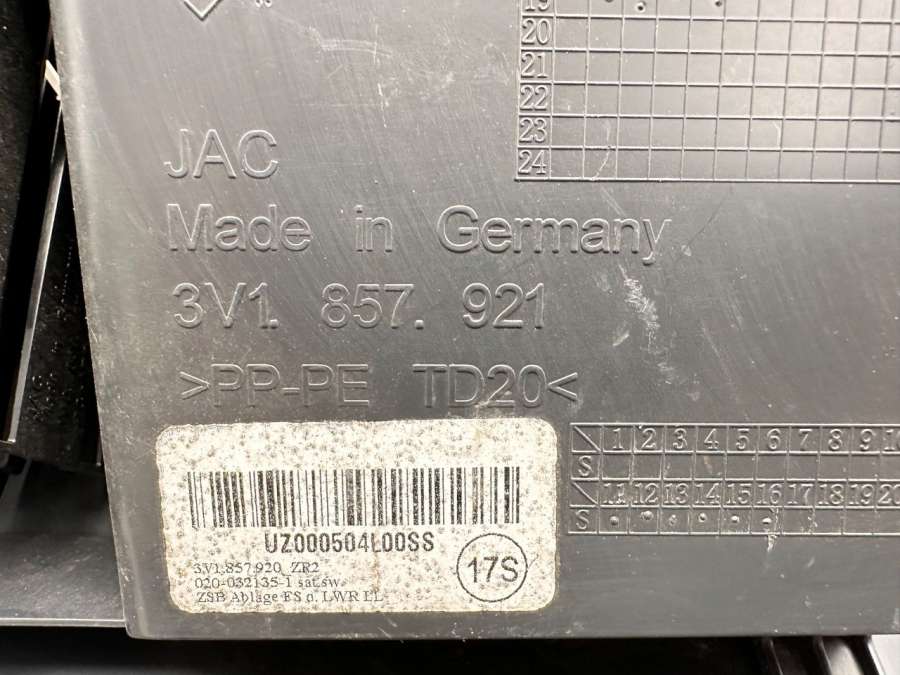 19
20
21
22
23
24
JAC
Made in Germany
3V1. 857. 921
>PP-PE TD20<
1 2 3 4 5 6 7 8 9 10
S
11 12 13 14 15 16 17 18 19 20
S
UZ000504L00SS
3V1.857.920 ZR2
020-032135-1 sat.sw.
ZSB Ablage FS o. LWR LL
17S